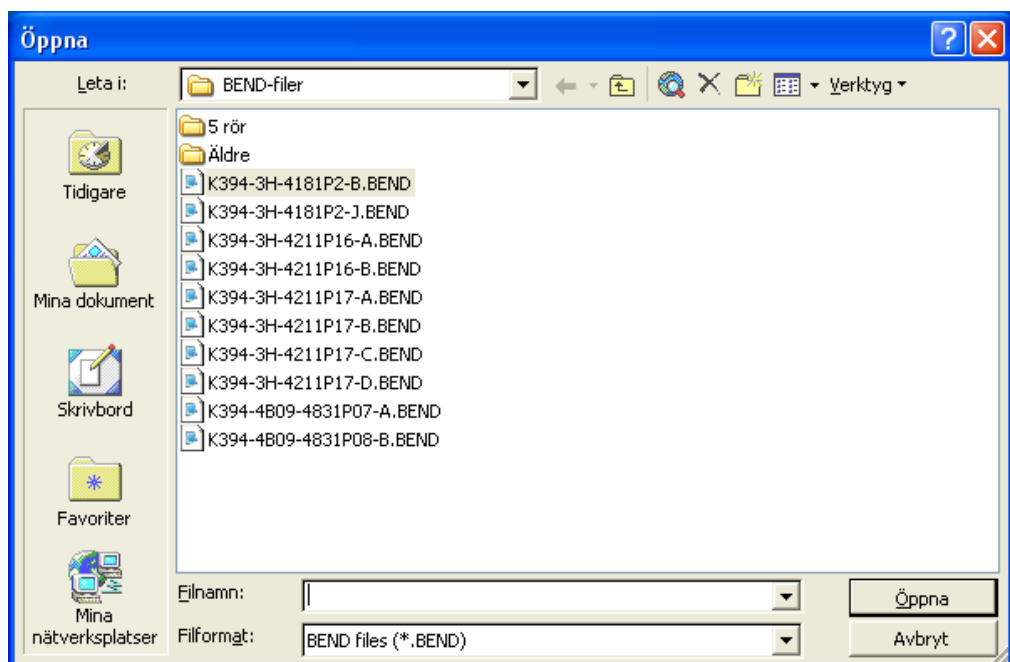 Öppna
Leta i:
BEND-filer
Verktyg
Tidigare
Mina dokument
Skrivbord
Favoriter
Mina
nätverksplatser
5 rör
Äldre
K394-3H-4181P2-B.BEND
K394-3H-4181P2-J.BEND
K394-3H-4211P16-A.BEND
K394-3H-4211P16-B.BEND
K394-3H-4211P17-A.BEND
K394-3H-4211P17-B.BEND
K394-3H-4211P17-C.BEND
K394-3H-4211P17-D.BEND
K394-4B09-4831P07-A.BEND
K394-4B09-4831P08-B.BEND
Filnamn:
Öppna
Filformat:
BEND files (*.BEND)
Avbryt